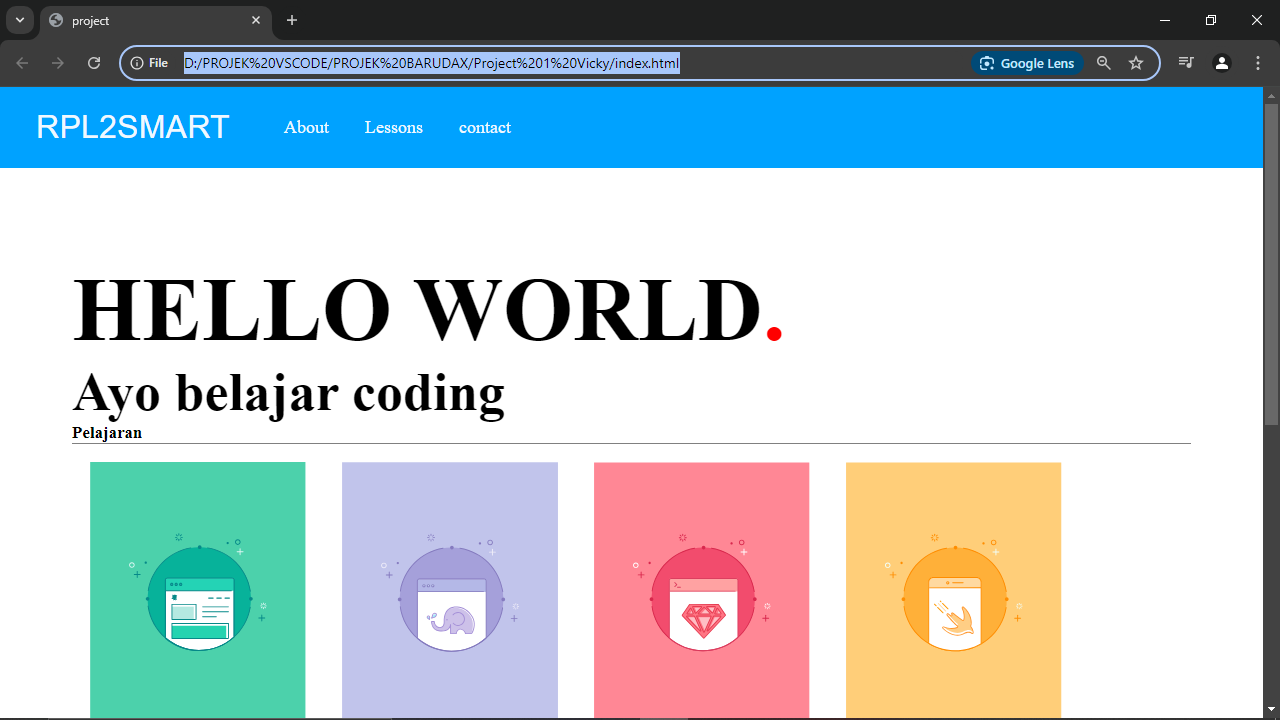 project
File
D:/PROJEK%20VSCODE/PROJEK%20BARUDAX/Project%201%20Vicky/index.html
Google Lens
RPL2SMART
About
Lessons
contact
HELLO WORLD.
Ayo belajar coding
Pelajaran